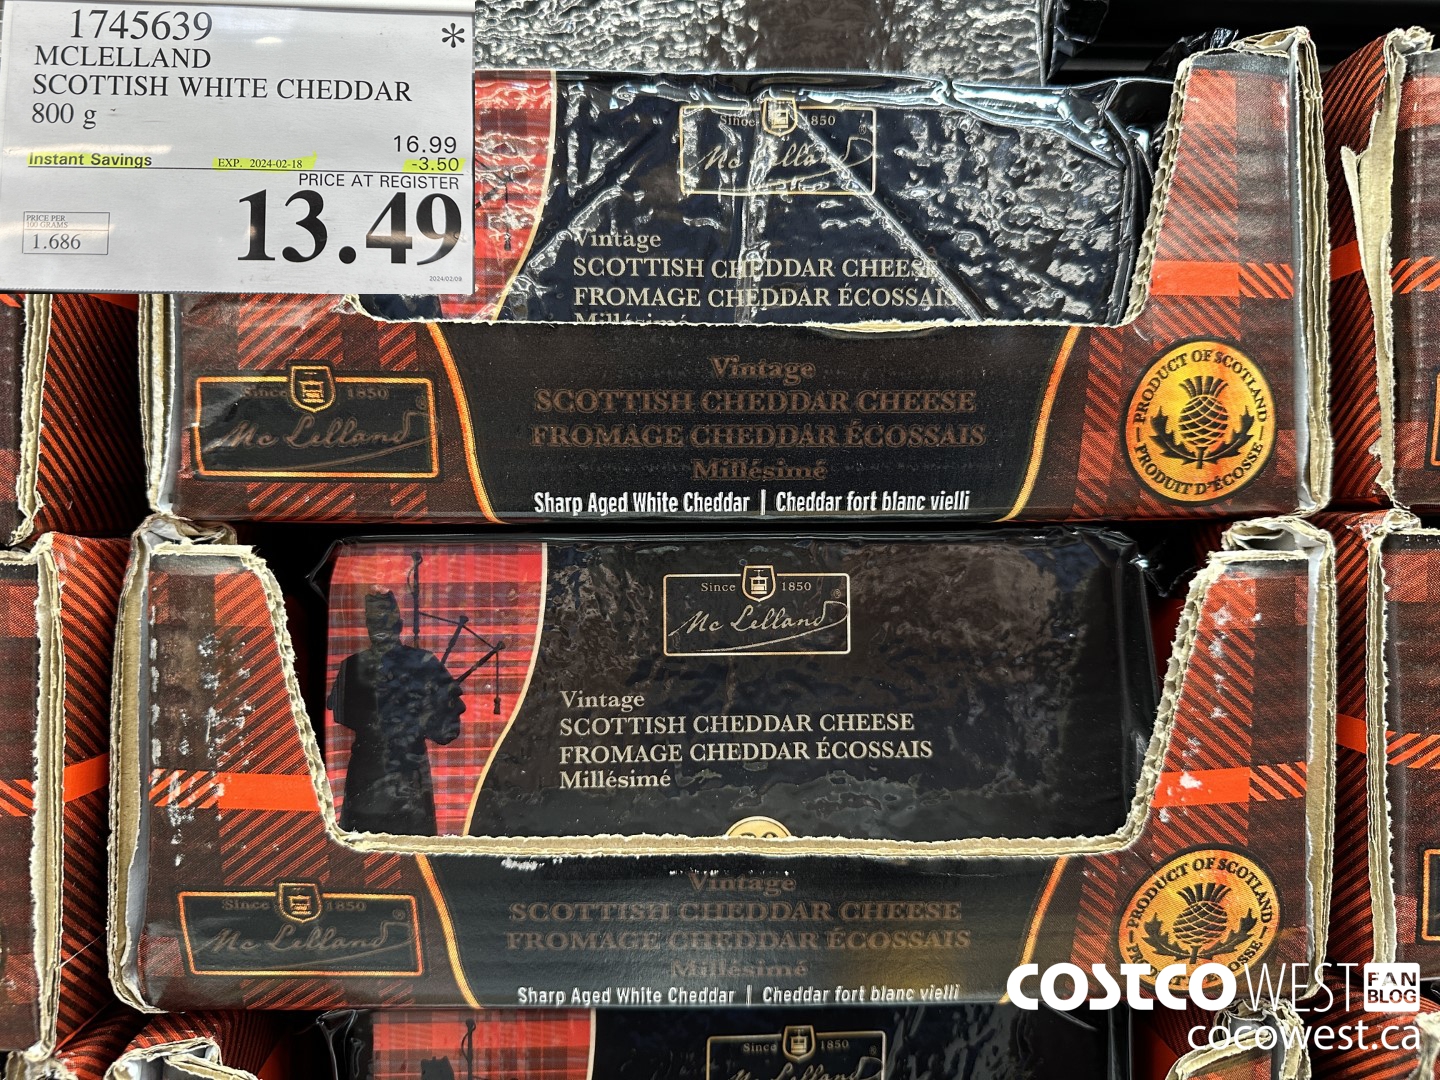 1745639 *
MCLELLAND
SCOTTISH WHITE CHEDDAR
800 g
16.99
Instant Savings EXP. 2024-02-18 -3.50
PRICE AT REGISTER
PRICE PER
100 GRAMS
1.686
13.49
2024/02/09
Since 1850
Mc Lelland
Vintage
SCOTTISH CHEDDAR CHEESE
FROMAGE CHEDDAR ÉCOSSAIS
Millésimé
Since 1850
Mc Lelland ®
Vintage
SCOTTISH CHEDDAR CHEESE
FROMAGE CHEDDAR ÉCOSSAIS
Millésimé
Sharp Aged White Cheddar | Cheddar fort blanc vielli
PRODUCT OF SCOTLAND
PRODUIT D'ÉCOSSE
Since 1850
Mc Lelland ®
Vintage
SCOTTISH CHEDDAR CHEESE
FROMAGE CHEDDAR ÉCOSSAIS
Millésimé
Since 1850
Mc Lelland ®
Vintage
SCOTTISH CHEDDAR CHEESE
FROMAGE CHEDDAR ÉCOSSAIS
Millésimé
Sharp Aged White Cheddar | Cheddar fort blanc vielli
PRODUCT OF SCOTLAND
Since 1850
Mc Lelland ®
COSTCO WEST FAN BLOG
cocowest.ca